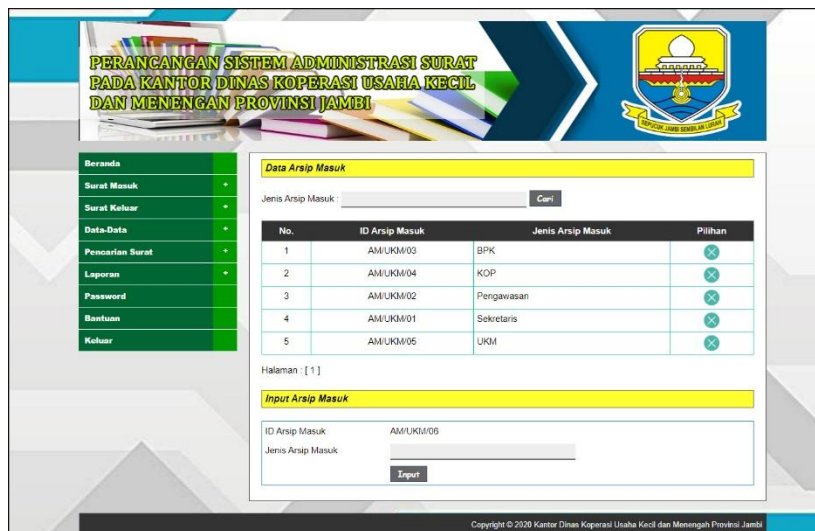 PERANCANGAN SISTEM ADMINISTRASI SURAT
PADA KANTOR DINAS KOPERASI USAHA KECIL
DAN MENENGAN PROVINSI JAMBI
SEPUCUK JAMBI SEMBILAN LURAH
Beranda
Surat Masuk +
Surat Keluar +
Data-Data +
Pencarian Surat +
Laporan +
Password
Bantuan
Keluar
Data Arsip Masuk
Jenis Arsip Masuk : Cari
No. ID Arsip Masuk Jenis Arsip Masuk Pilihan
1 AM/UKM/03 BPK
2 AM/UKM/04 KOP
3 AM/UKM/02 Pengawasan
4 AM/UKM/01 Sekretaris
5 AM/UKM/05 UKM
Halaman : [ 1 ]
Input Arsip Masuk
ID Arsip Masuk AM/UKM/06
Jenis Arsip Masuk
Input
Copyright © 2020 Kantor Dinas Koperasi Usaha Kecil dan Menengah Provinsi Jambi